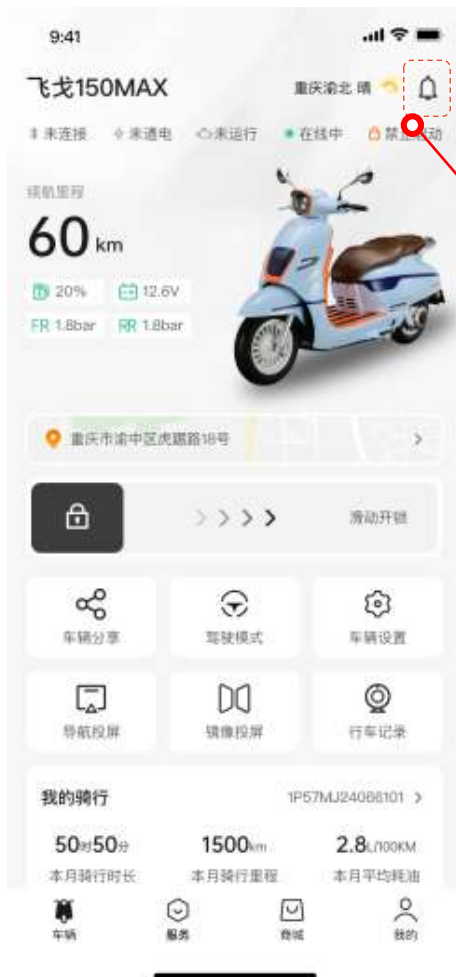 9:41
飞戈150MAX
重庆渝北 晴
未连接 未通电 未运行 在线中 禁止启动
续航里程
60 km
20% 12.6V
FR 1.8bar RR 1.8bar
重庆市渝中区虎踞路18号
滑动开锁
车辆分享 驾驶模式 车辆设置
导航投屏 镜像投屏 行车记录
我的骑行 1P57MJ24066101
50时50分 1500km 2.8L/100KM
本月骑行时长 本月骑行里程 本月平均耗油
车辆 服务 商城 我的